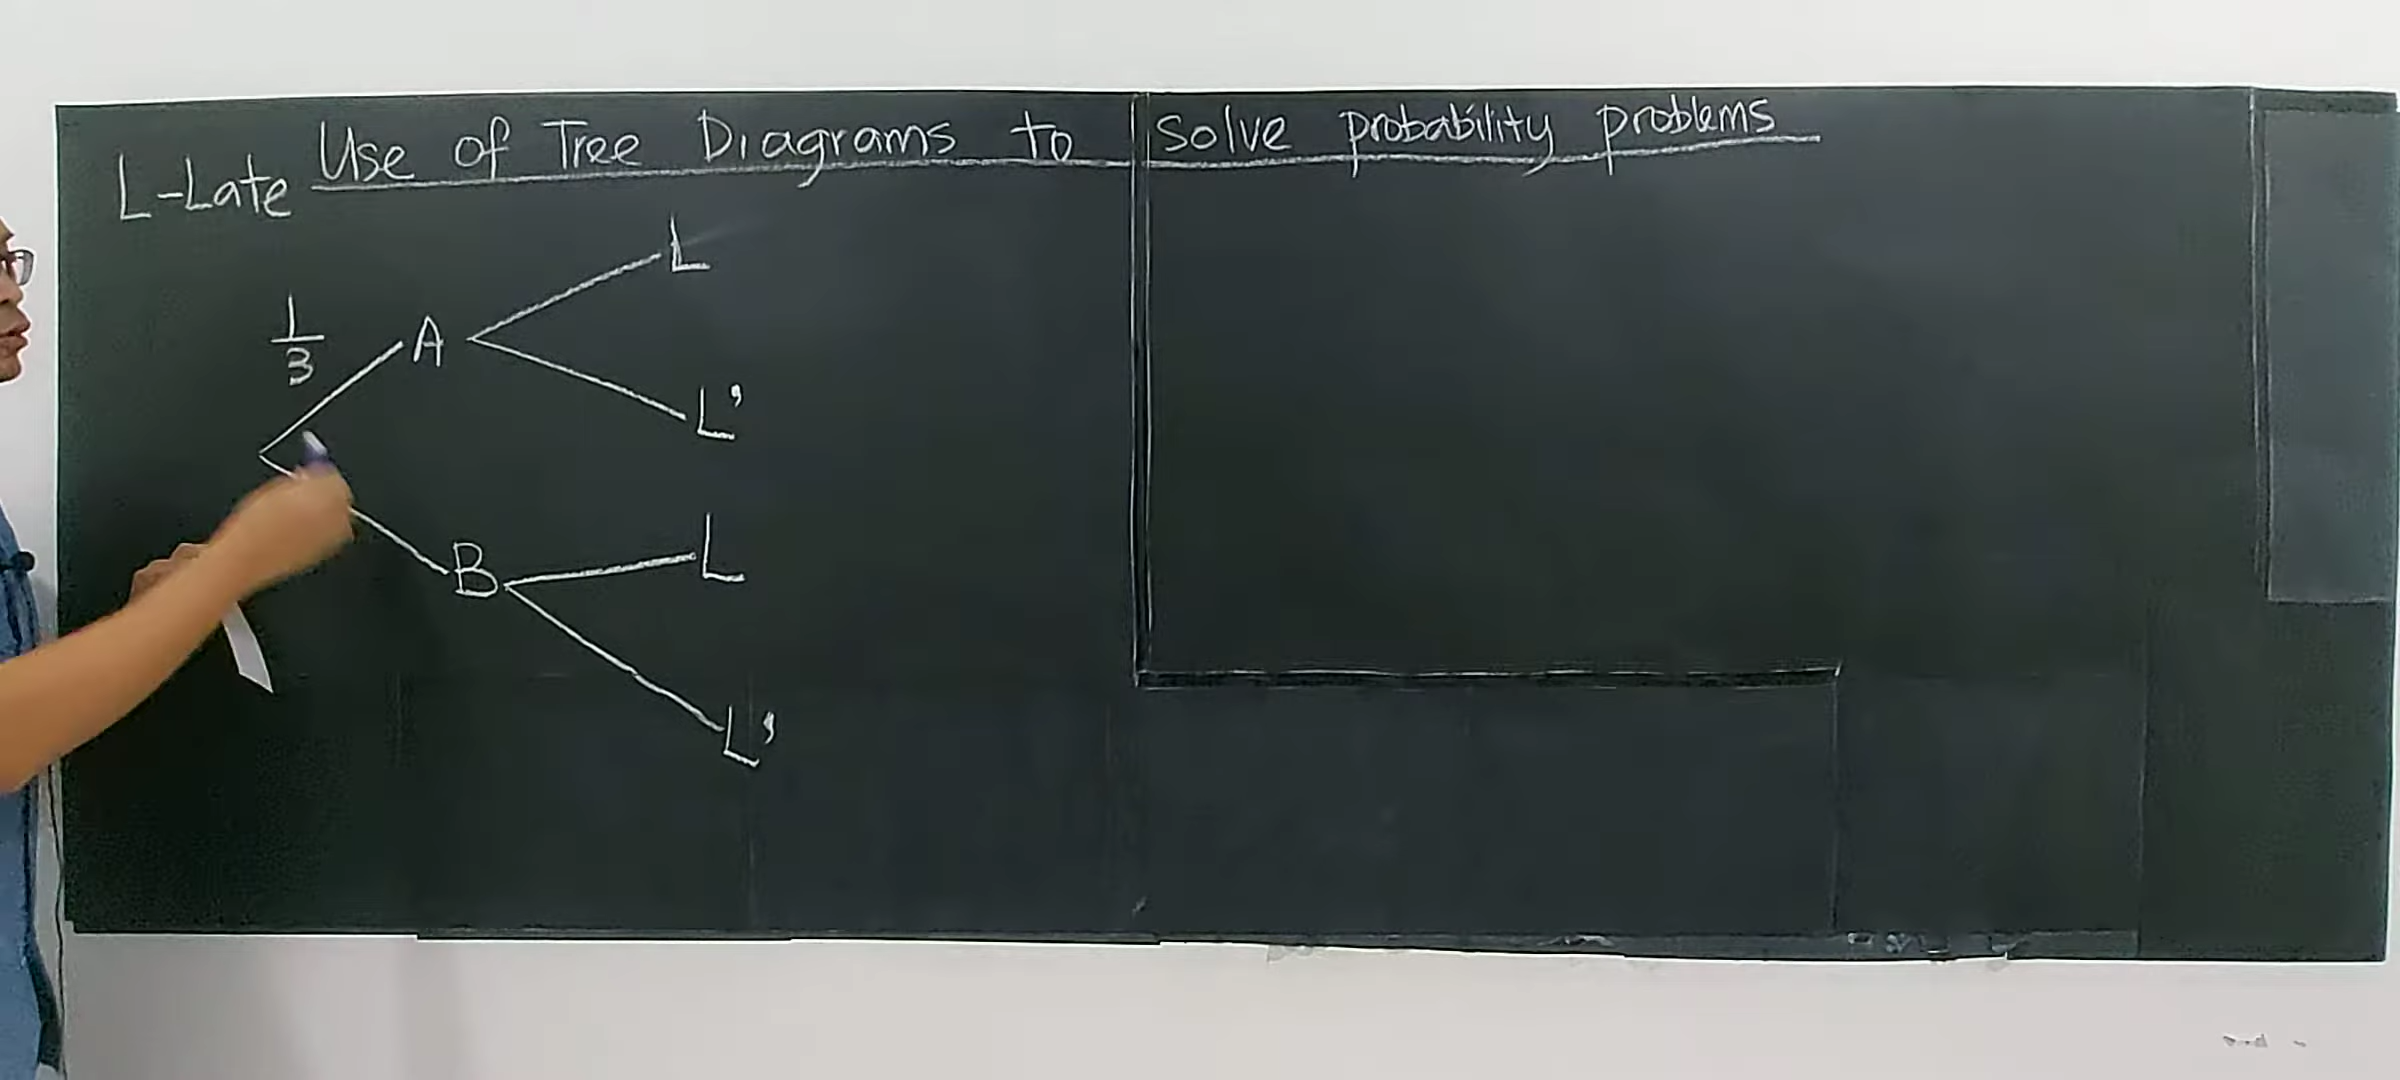 Use of Tree Diagrams to solve probability problems
L-Late
L
1
3
A
L'
L
B
L'